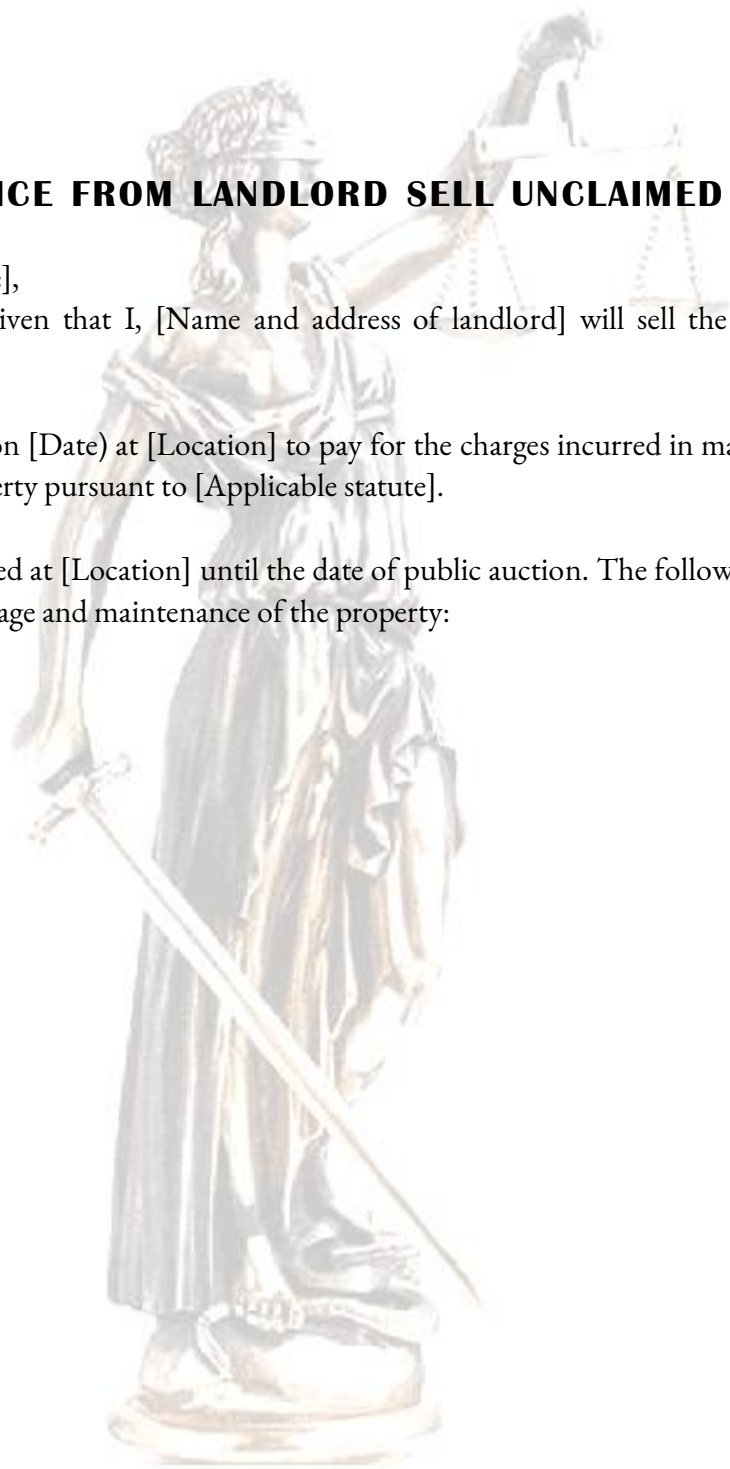 ICE FROM LANDLORD SELL UNCLAIMED
],
iven that I, [Name and address of landlord] will sell the
on [Date) at [Location] to pay for the charges incurred in ma
erty pursuant to [Applicable statute].
ed at [Location] until the date of public auction. The follow
age and maintenance of the property: